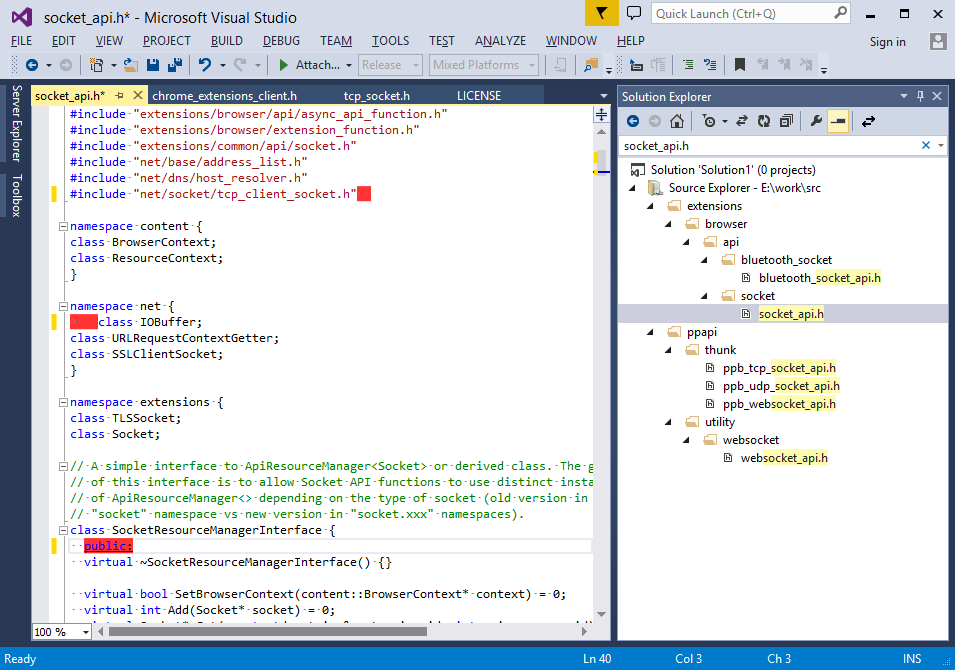 socket_api.h* - Microsoft Visual Studio
Quick Launch (Ctrl+Q)
FILE EDIT VIEW PROJECT BUILD DEBUG TEAM TOOLS TEST ANALYZE WINDOW HELP
Sign in
Attach... Release Mixed Platforms
Server Explorer
Toolbox
socket_api.h* chrome_extensions_client.h tcp_socket.h LICENSE
#include "extensions/browser/api/async_api_function.h"
#include "extensions/browser/extension_function.h"
#include "extensions/common/api/socket.h"
#include "net/base/address_list.h"
#include "net/dns/host_resolver.h"
#include "net/socket/tcp_client_socket.h"
namespace content {
class BrowserContext;
class ResourceContext;
}
namespace net {
class IOBuffer;
class URLRequestContextGetter;
class SSLClientSocket;
}
namespace extensions {
class TLSSocket;
class Socket;
// A simple interface to ApiResourceManager<Socket> or derived class. The
// of this interface is to allow Socket API functions to use distinct
// of ApiResourceManager<> depending on the type of socket (old version in
// "socket" namespace vs new version in "socket.xxx" namespaces).
class SocketResourceManagerInterface {
public:
virtual ~SocketResourceManagerInterface() {}
virtual bool SetBrowserContext(content::BrowserContext* context) = 0;
virtual int Add(Socket* socket) = 0;
100 %
Solution Explorer
socket_api.h
Solution 'Solution1' (0 projects)
Source Explorer - E:\work\src
extensions
browser
api
bluetooth_socket
bluetooth_socket_api.h
socket
socket_api.h
ppapi
thunk
ppb_tcp_socket_api.h
ppb_udp_socket_api.h
ppb_websocket_api.h
utility
websocket
websocket_api.h
Ready Ln 40 Col 3 Ch 3 INS